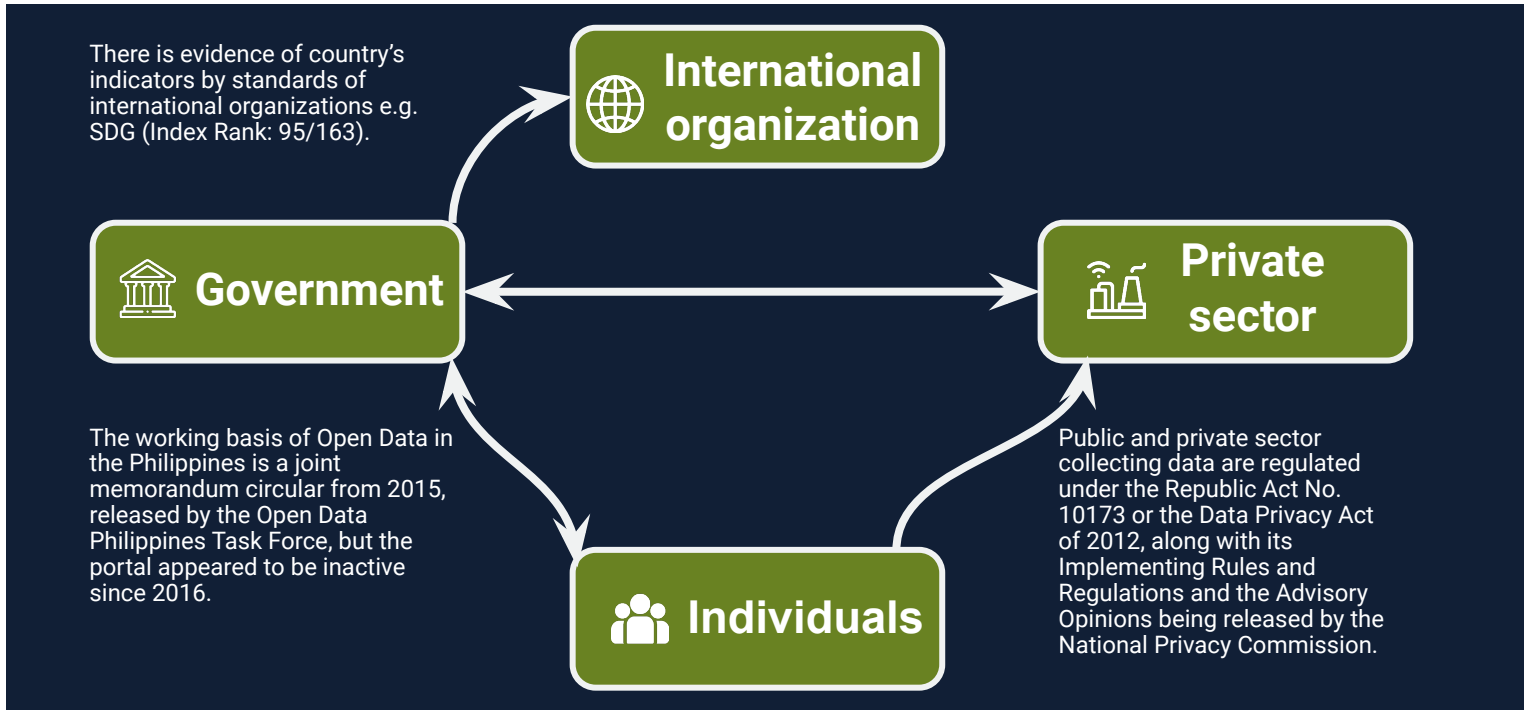 There is evidence of country’s
indicators by standards of
international organizations e.g.
SDG (Index Rank: 95/163).
International
organization
Government
Private
sector
The working basis of Open Data in
the Philippines is a joint
memorandum circular from 2015,
released by the Open Data
Philippines Task Force, but the
portal appeared to be inactive
since 2016.
Public and private sector
collecting data are regulated
under the Republic Act No.
10173 or the Data Privacy Act
of 2012, along with its
Implementing Rules and
Regulations and the Advisory
Opinions being released by the
National Privacy Commission.
Individuals